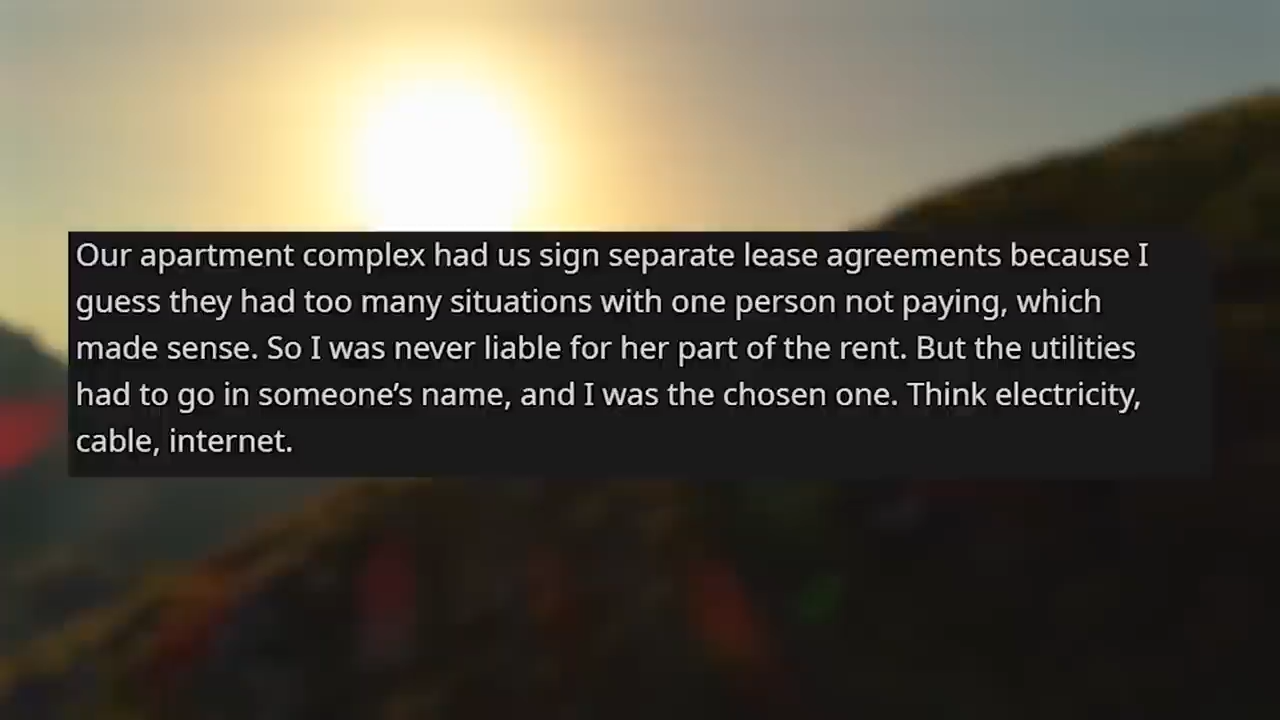 Our apartment complex had us sign separate lease agreements because I
guess they had too many situations with one person not paying, which
made sense. So I was never liable for her part of the rent. But the utilities
had to go in someone’s name, and I was the chosen one. Think electricity,
cable, internet.